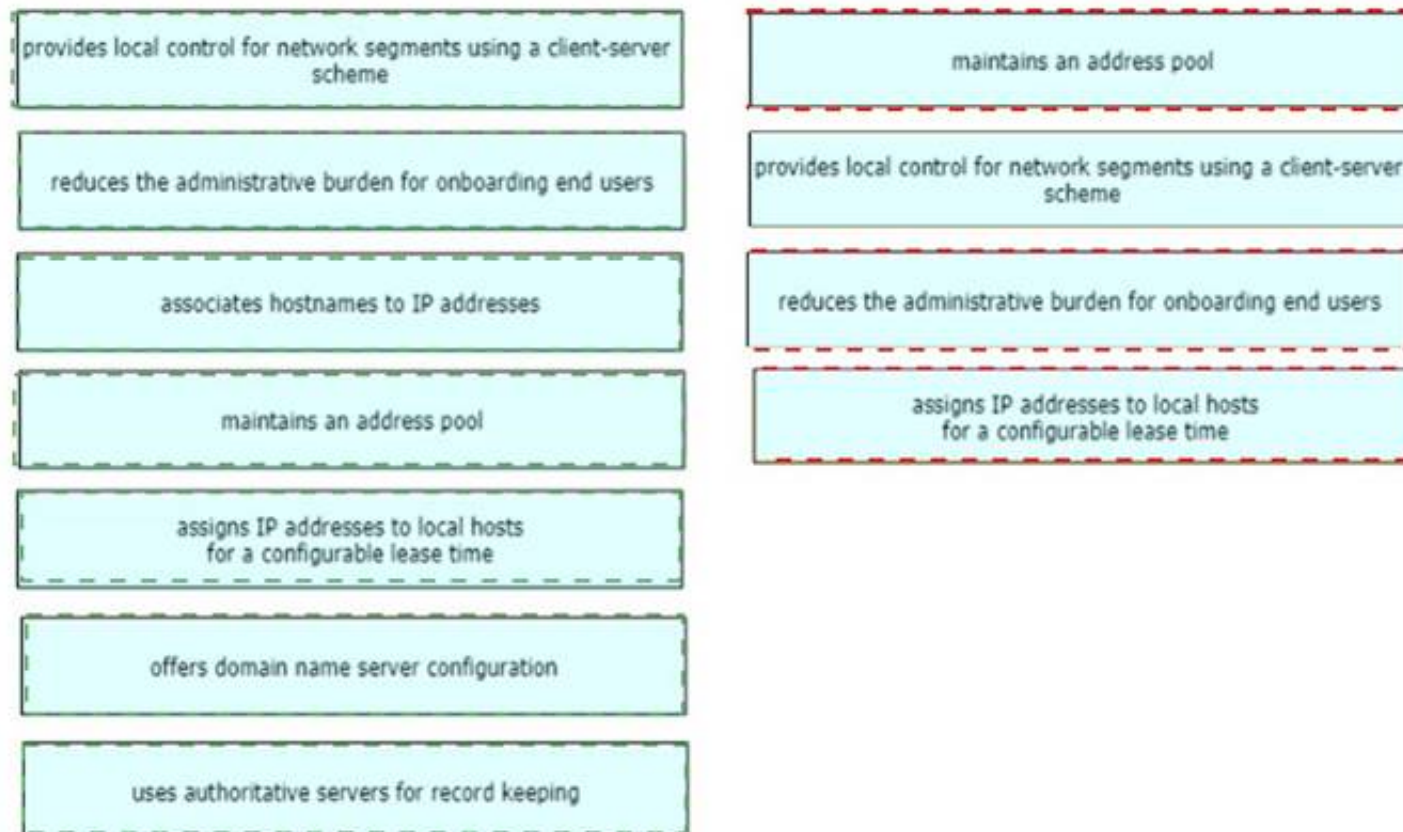 provides local control for network segments using a client-server
scheme
reduces the administrative burden for onboarding end users
associates hostnames to IP addresses
maintains an address pool
assigns IP addresses to local hosts
for a configurable lease time
offers domain name server configuration
uses authoritative servers for record keeping
maintains an address pool
provides local control for network segments using a client-server
scheme
reduces the administrative burden for onboarding end users
assigns IP addresses to local hosts
for a configurable lease time